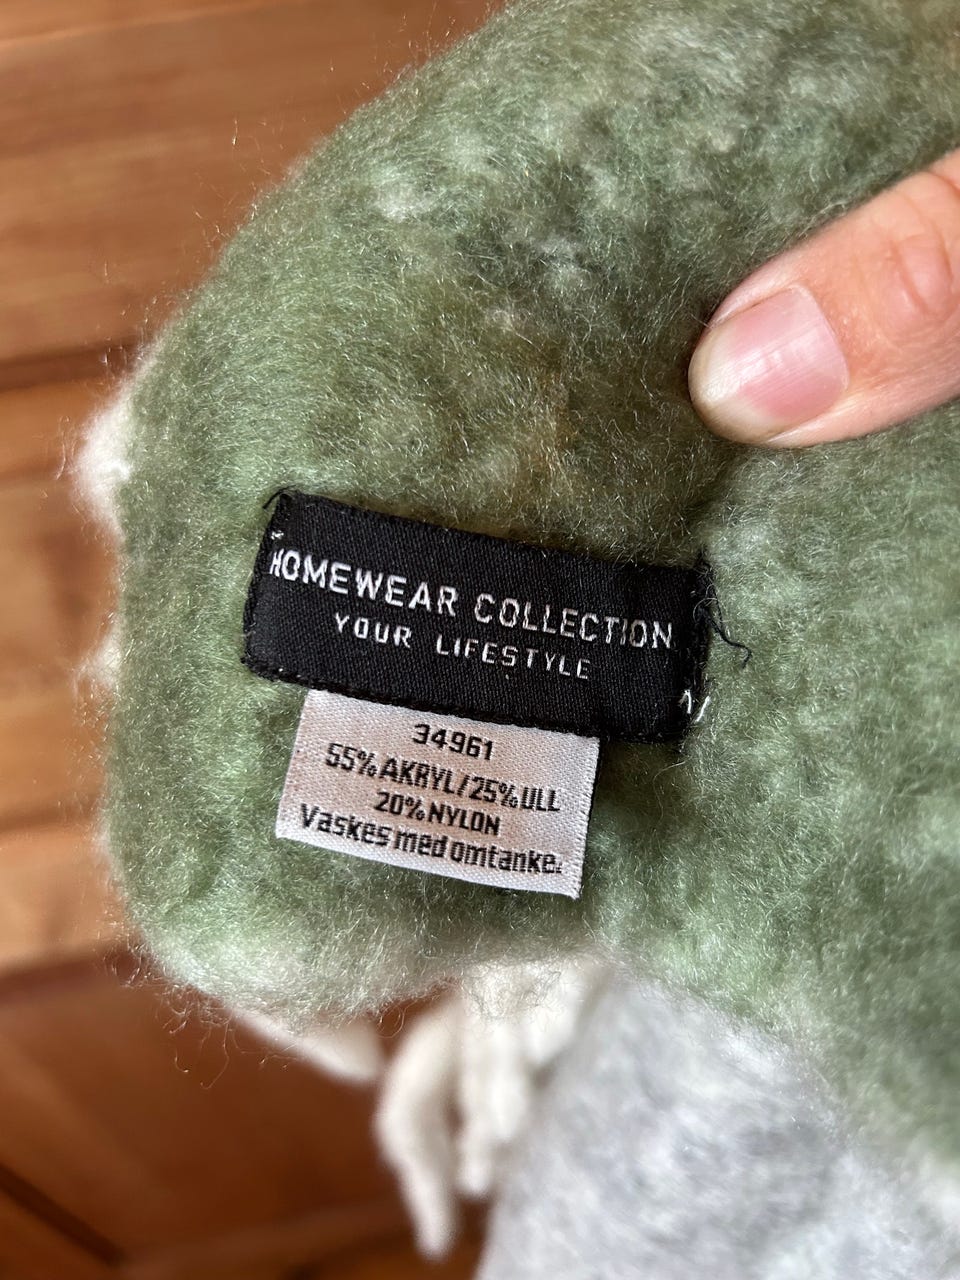 HOMEWEAR COLLECTION
YOUR LIFESTYLE
34961
55% AKRYL/25% ULL
20% NYLON
Vaskes med omtanke.